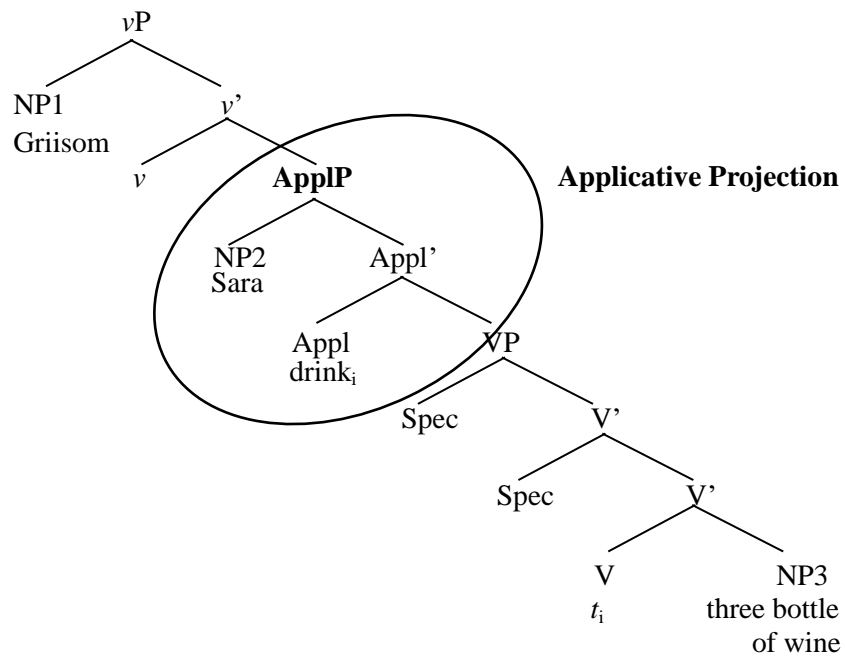 vP
NP1 v’
Griisom
v ApplP Applicative Projection
NP2 Appl’
Sara
Appl VP
drinkᵢ
Spec V’
Spec V’
V NP3
tᵢ three bottle
of wine